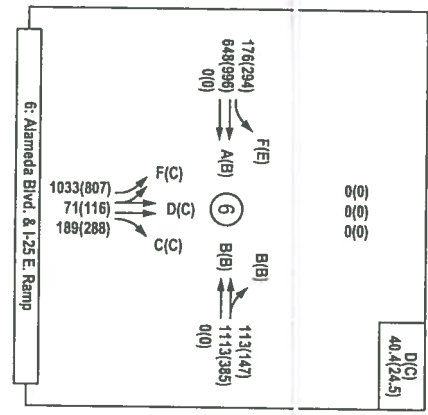 D(C)
40.4(24.5)
0(0)
0(0)
0(0)
176(294)
648(996)
0(0)
F(E)
A(B)
6
B(B)
B(B)
113(147)
1113(385)
0(0)
F(C)
D(C)
C(C)
1033(807)
71(116)
189(288)
6: Alameda Blvd. & I-25 E. Ramp